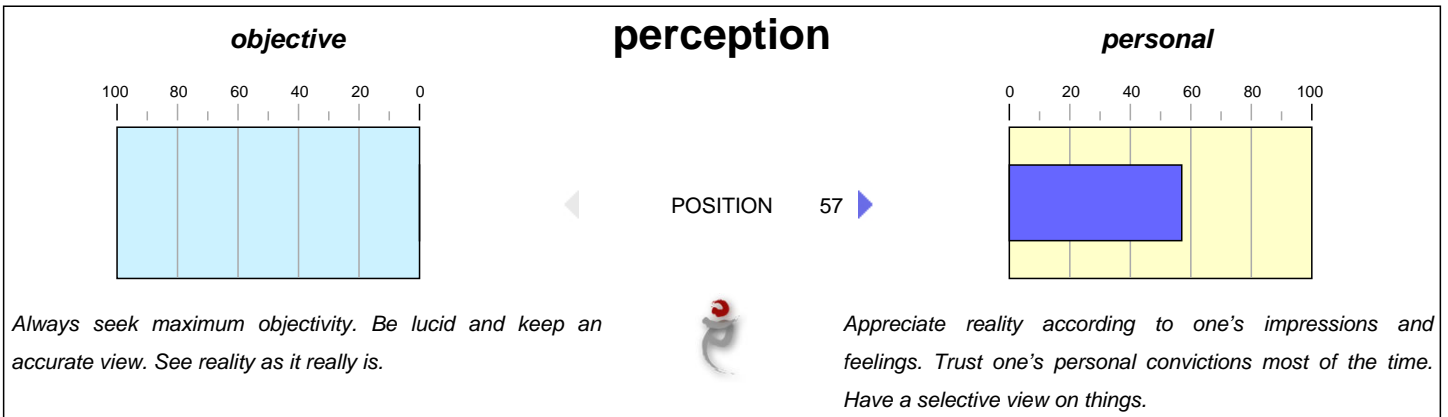 perception
objective
personal
100 80 60 40 20 0
0 20 40 60 80 100
POSITION 57
Always seek maximum objectivity. Be lucid and keep an
accurate view. See reality as it really is.
Appreciate reality according to one's impressions and
feelings. Trust one's personal convictions most of the time.
Have a selective view on things.